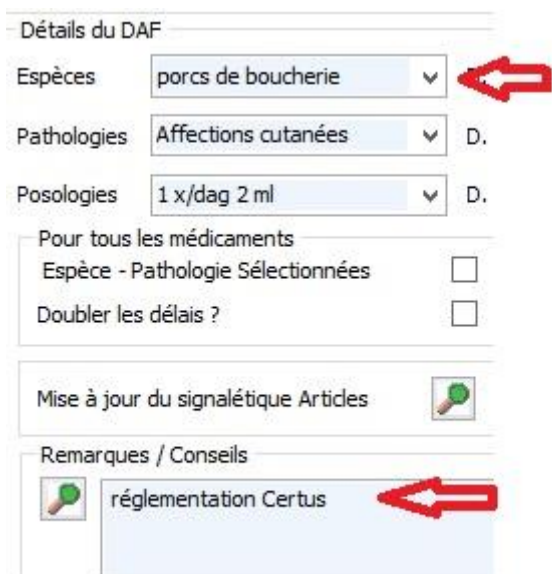 Détails du DAF
Espèces porcs de boucherie
Pathologies Affections cutanées D.
Posologies 1 x/dag 2 ml D.
Pour tous les médicaments
Espèce - Pathologie Sélectionnées
Doubler les délais ?
Mise à jour du signalétique Articles
Remarques / Conseils
réglementation Certus